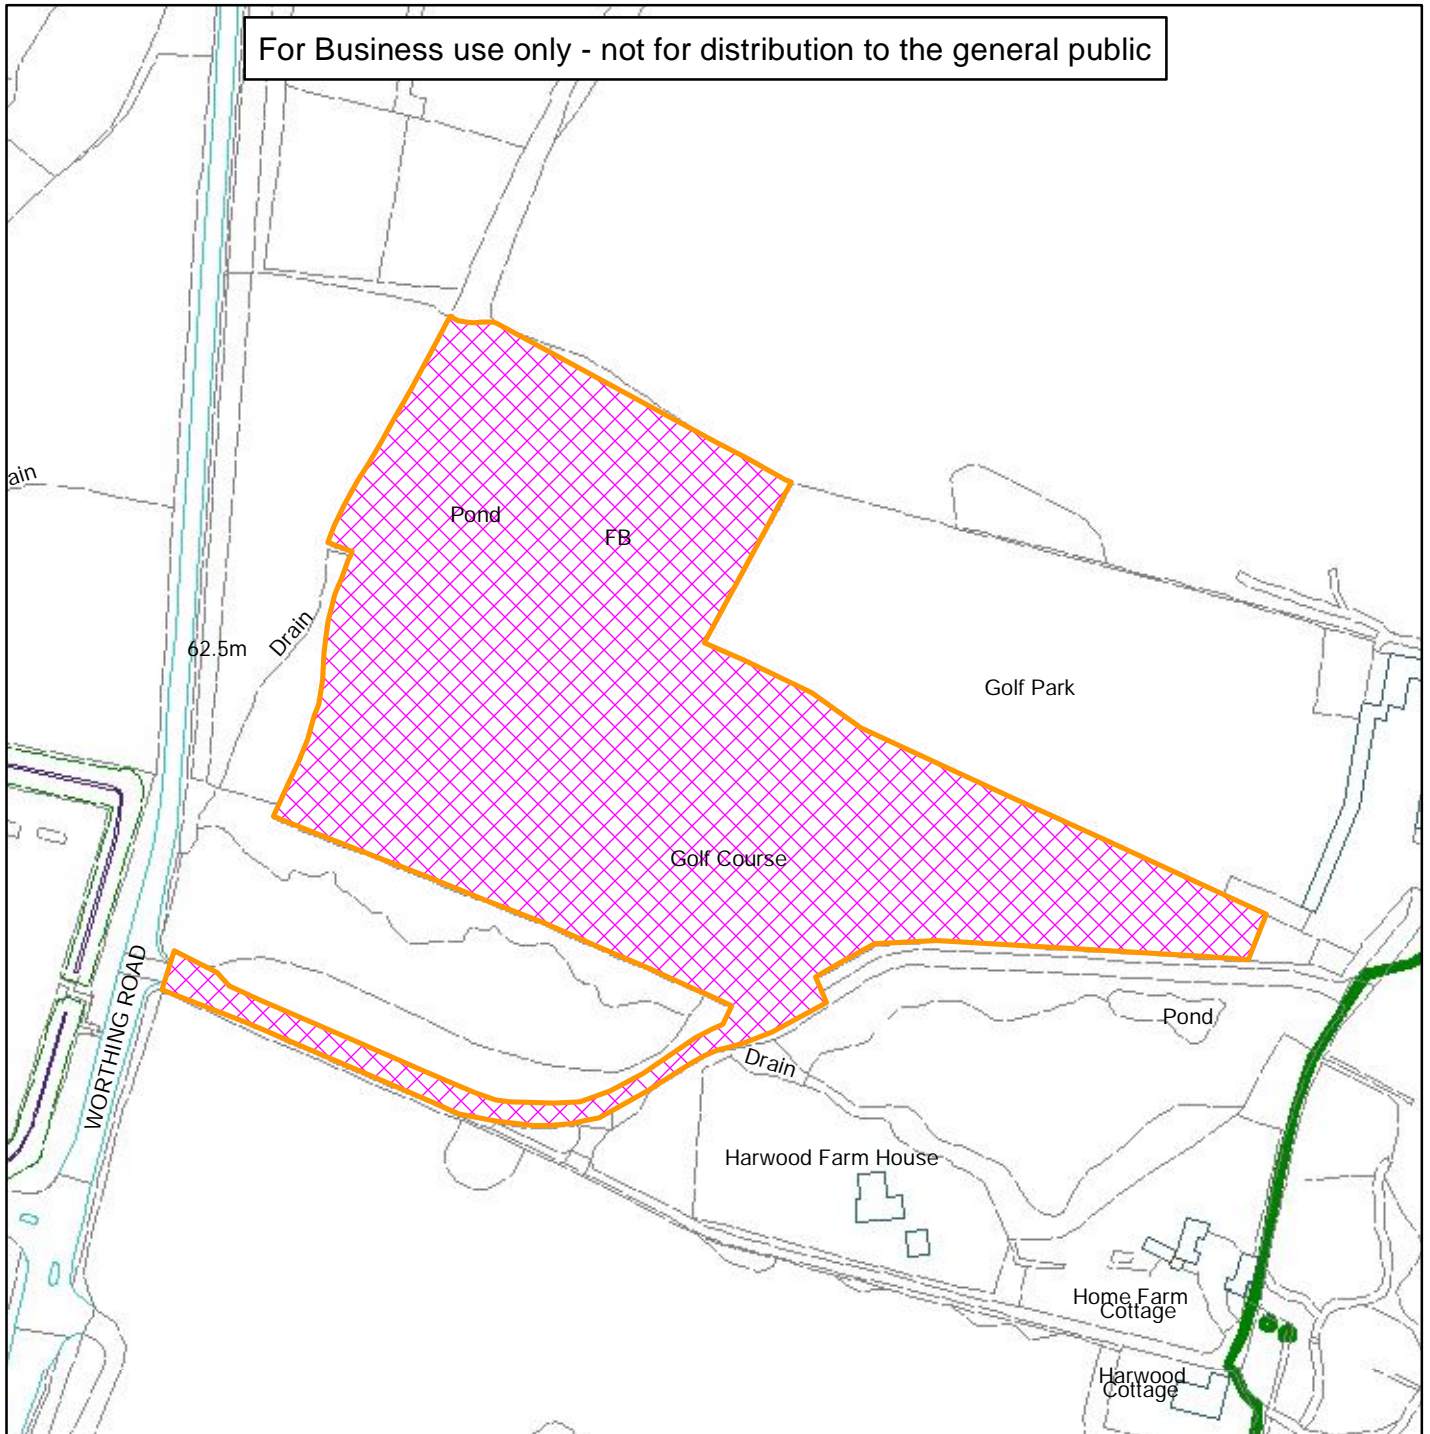 For Business use only - not for distribution to the general public
ain
Pond
FB
Drain
62.5m
Golf Park
Golf Course
WORTHING ROAD
Pond
Drain
Harwood Farm House
Home Farm
Cottage
Harwood
Cottage